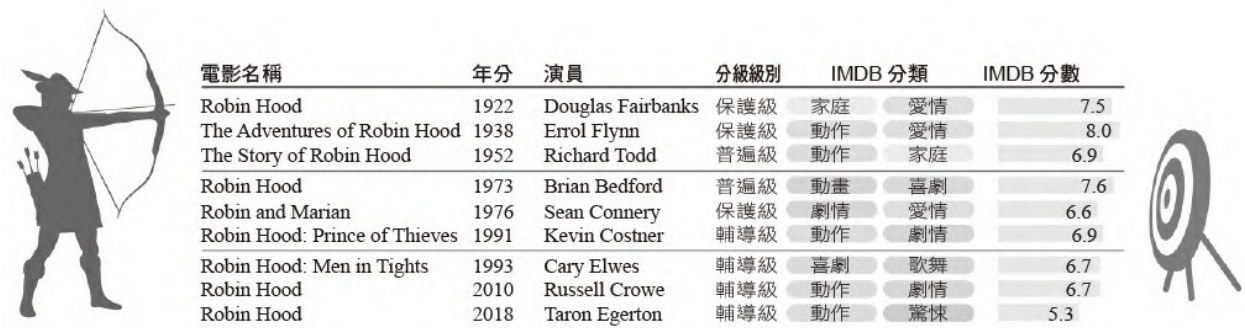 電影名稱 年分 演員 分級級別 IMDB 分類 IMDB 分數
Robin Hood 1922 Douglas Fairbanks 保護級 家庭 愛情 7.5
The Adventures of Robin Hood 1938 Errol Flynn 保護級 動作 愛情 8.0
The Story of Robin Hood 1952 Richard Todd 普遍級 動作 家庭 6.9
Robin Hood 1973 Brian Bedford 普遍級 動畫 喜劇 7.6
Robin and Marian 1976 Sean Connery 保護級 劇情 愛情 6.6
Robin Hood: Prince of Thieves 1991 Kevin Costner 輔導級 動作 劇情 6.9
Robin Hood: Men in Tights 1993 Cary Elwes 輔導級 喜劇 歌舞 6.7
Robin Hood 2010 Russell Crowe 輔導級 動作 劇情 6.7
Robin Hood 2018 Taron Egerton 輔導級 動作 驚悚 5.3